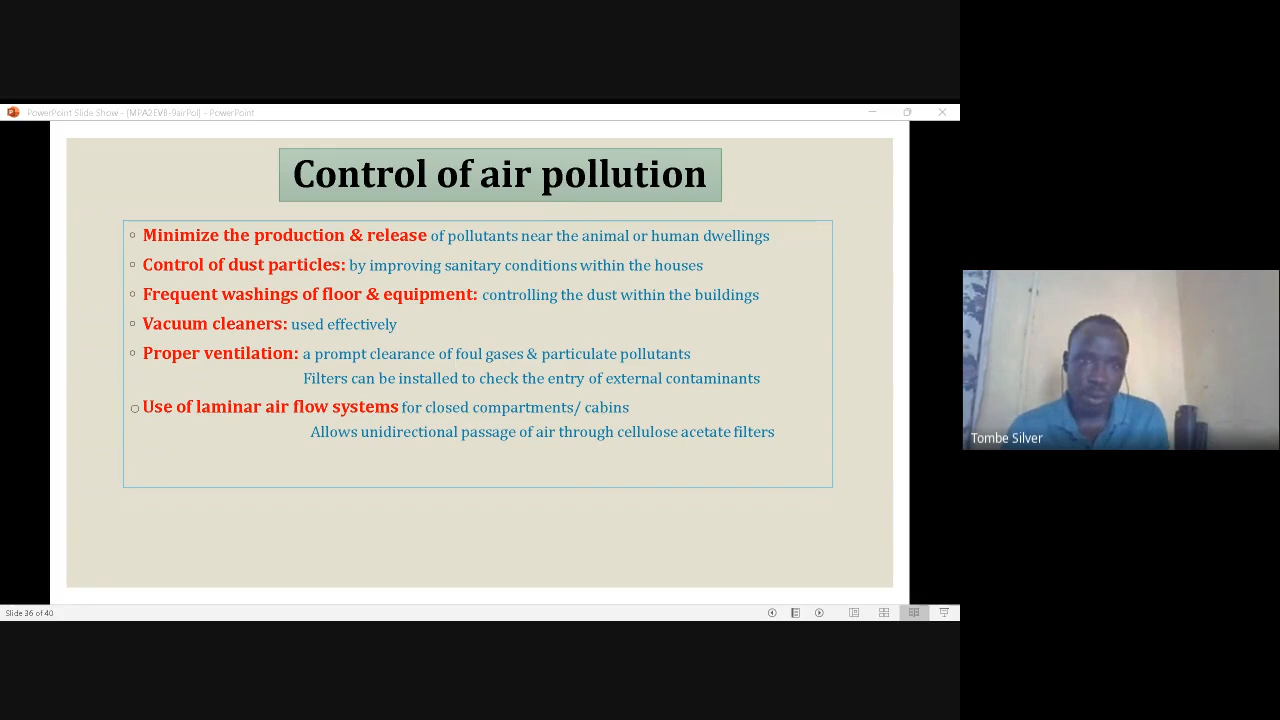 PowerPoint Slide Show - [MPA2EV8-9airPol] - PowerPoint
Control of air pollution
Minimize the production & release of pollutants near the animal or human dwellings
Control of dust particles: by improving sanitary conditions within the houses
Frequent washings of floor & equipment: controlling the dust within the buildings
Vacuum cleaners: used effectively
Proper ventilation: a prompt clearance of foul gases & particulate pollutants
Filters can be installed to check the entry of external contaminants
Use of laminar air flow systems for closed compartments/ cabins
Allows unidirectional passage of air through cellulose acetate filters
Tombe Silver
Slide 36 of 40